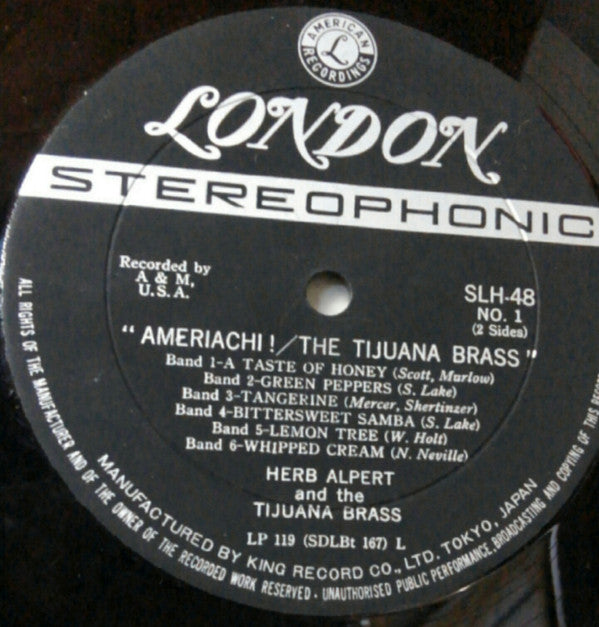 AMERICAN
L
RECORDINGS
LONDON
STEREOPHONIC
Recorded by
A & M,
U.S.A.
SLH-48
NO. 1
(2 Sides)
"AMERIACHI!/THE TIJUANA BRASS"
Band 1-A TASTE OF HONEY (Scott, Marlow)
Band 2-GREEN PEPPERS (S. Lake)
Band 3-TANGERINE (Mercer, Shertinzer)
Band 4-BITTERSWEET SAMBA (S. Lake)
Band 5-LEMON TREE (W. Holt)
Band 6-WHIPPED CREAM (N. Neville)
HERB ALPERT
and the
TIJUANA BRASS
LP 119 (SDLBt 167) L
MANUFACTURED BY KING RECORD CO., LTD. TOKYO, JAPAN
ALL RIGHTS OF THE MANUFACTURER AND OF THE OWNER OF THE RECORDED WORK RESERVED · UNAUTHORISED PUBLIC PERFORMANCE, BROADCASTING AND COPYING OF THIS RECO